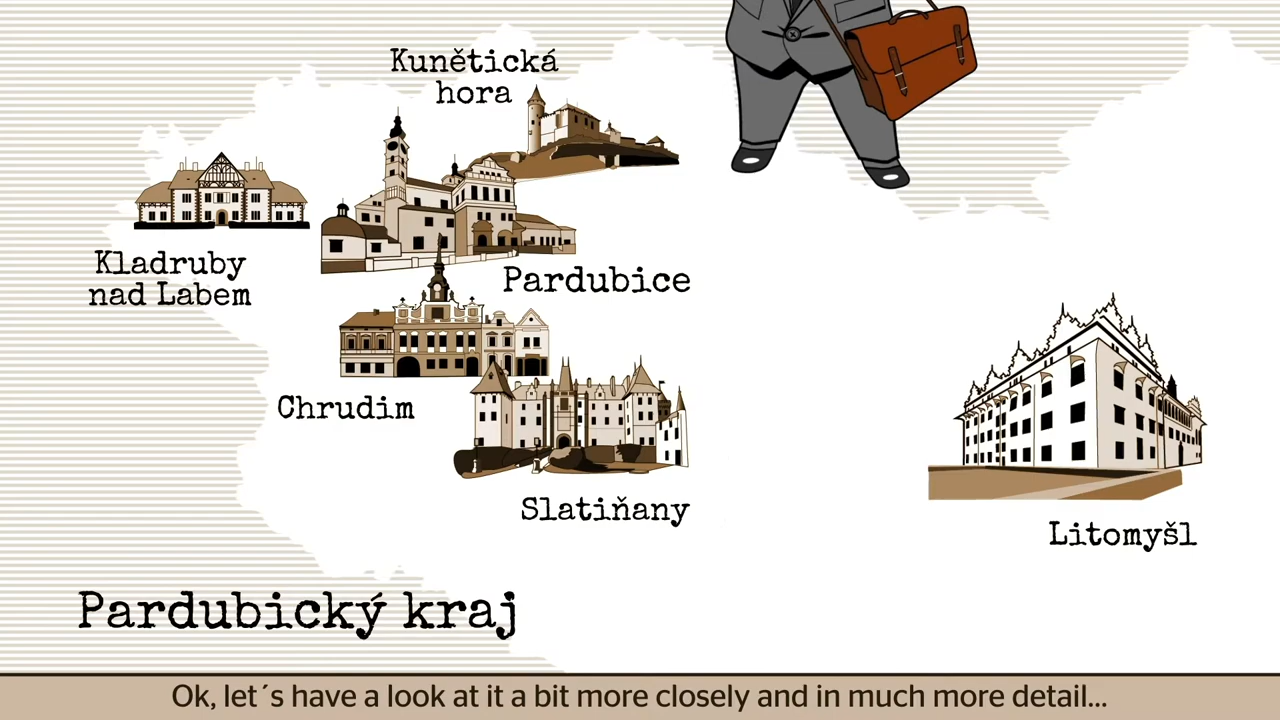 Kunětická
hora
Kladruby
nad Labem
Pardubice
Chrudim
Slatiňany
Litomyšl
Pardubický kraj
Ok, let´s have a look at it a bit more closely and in much more detail...